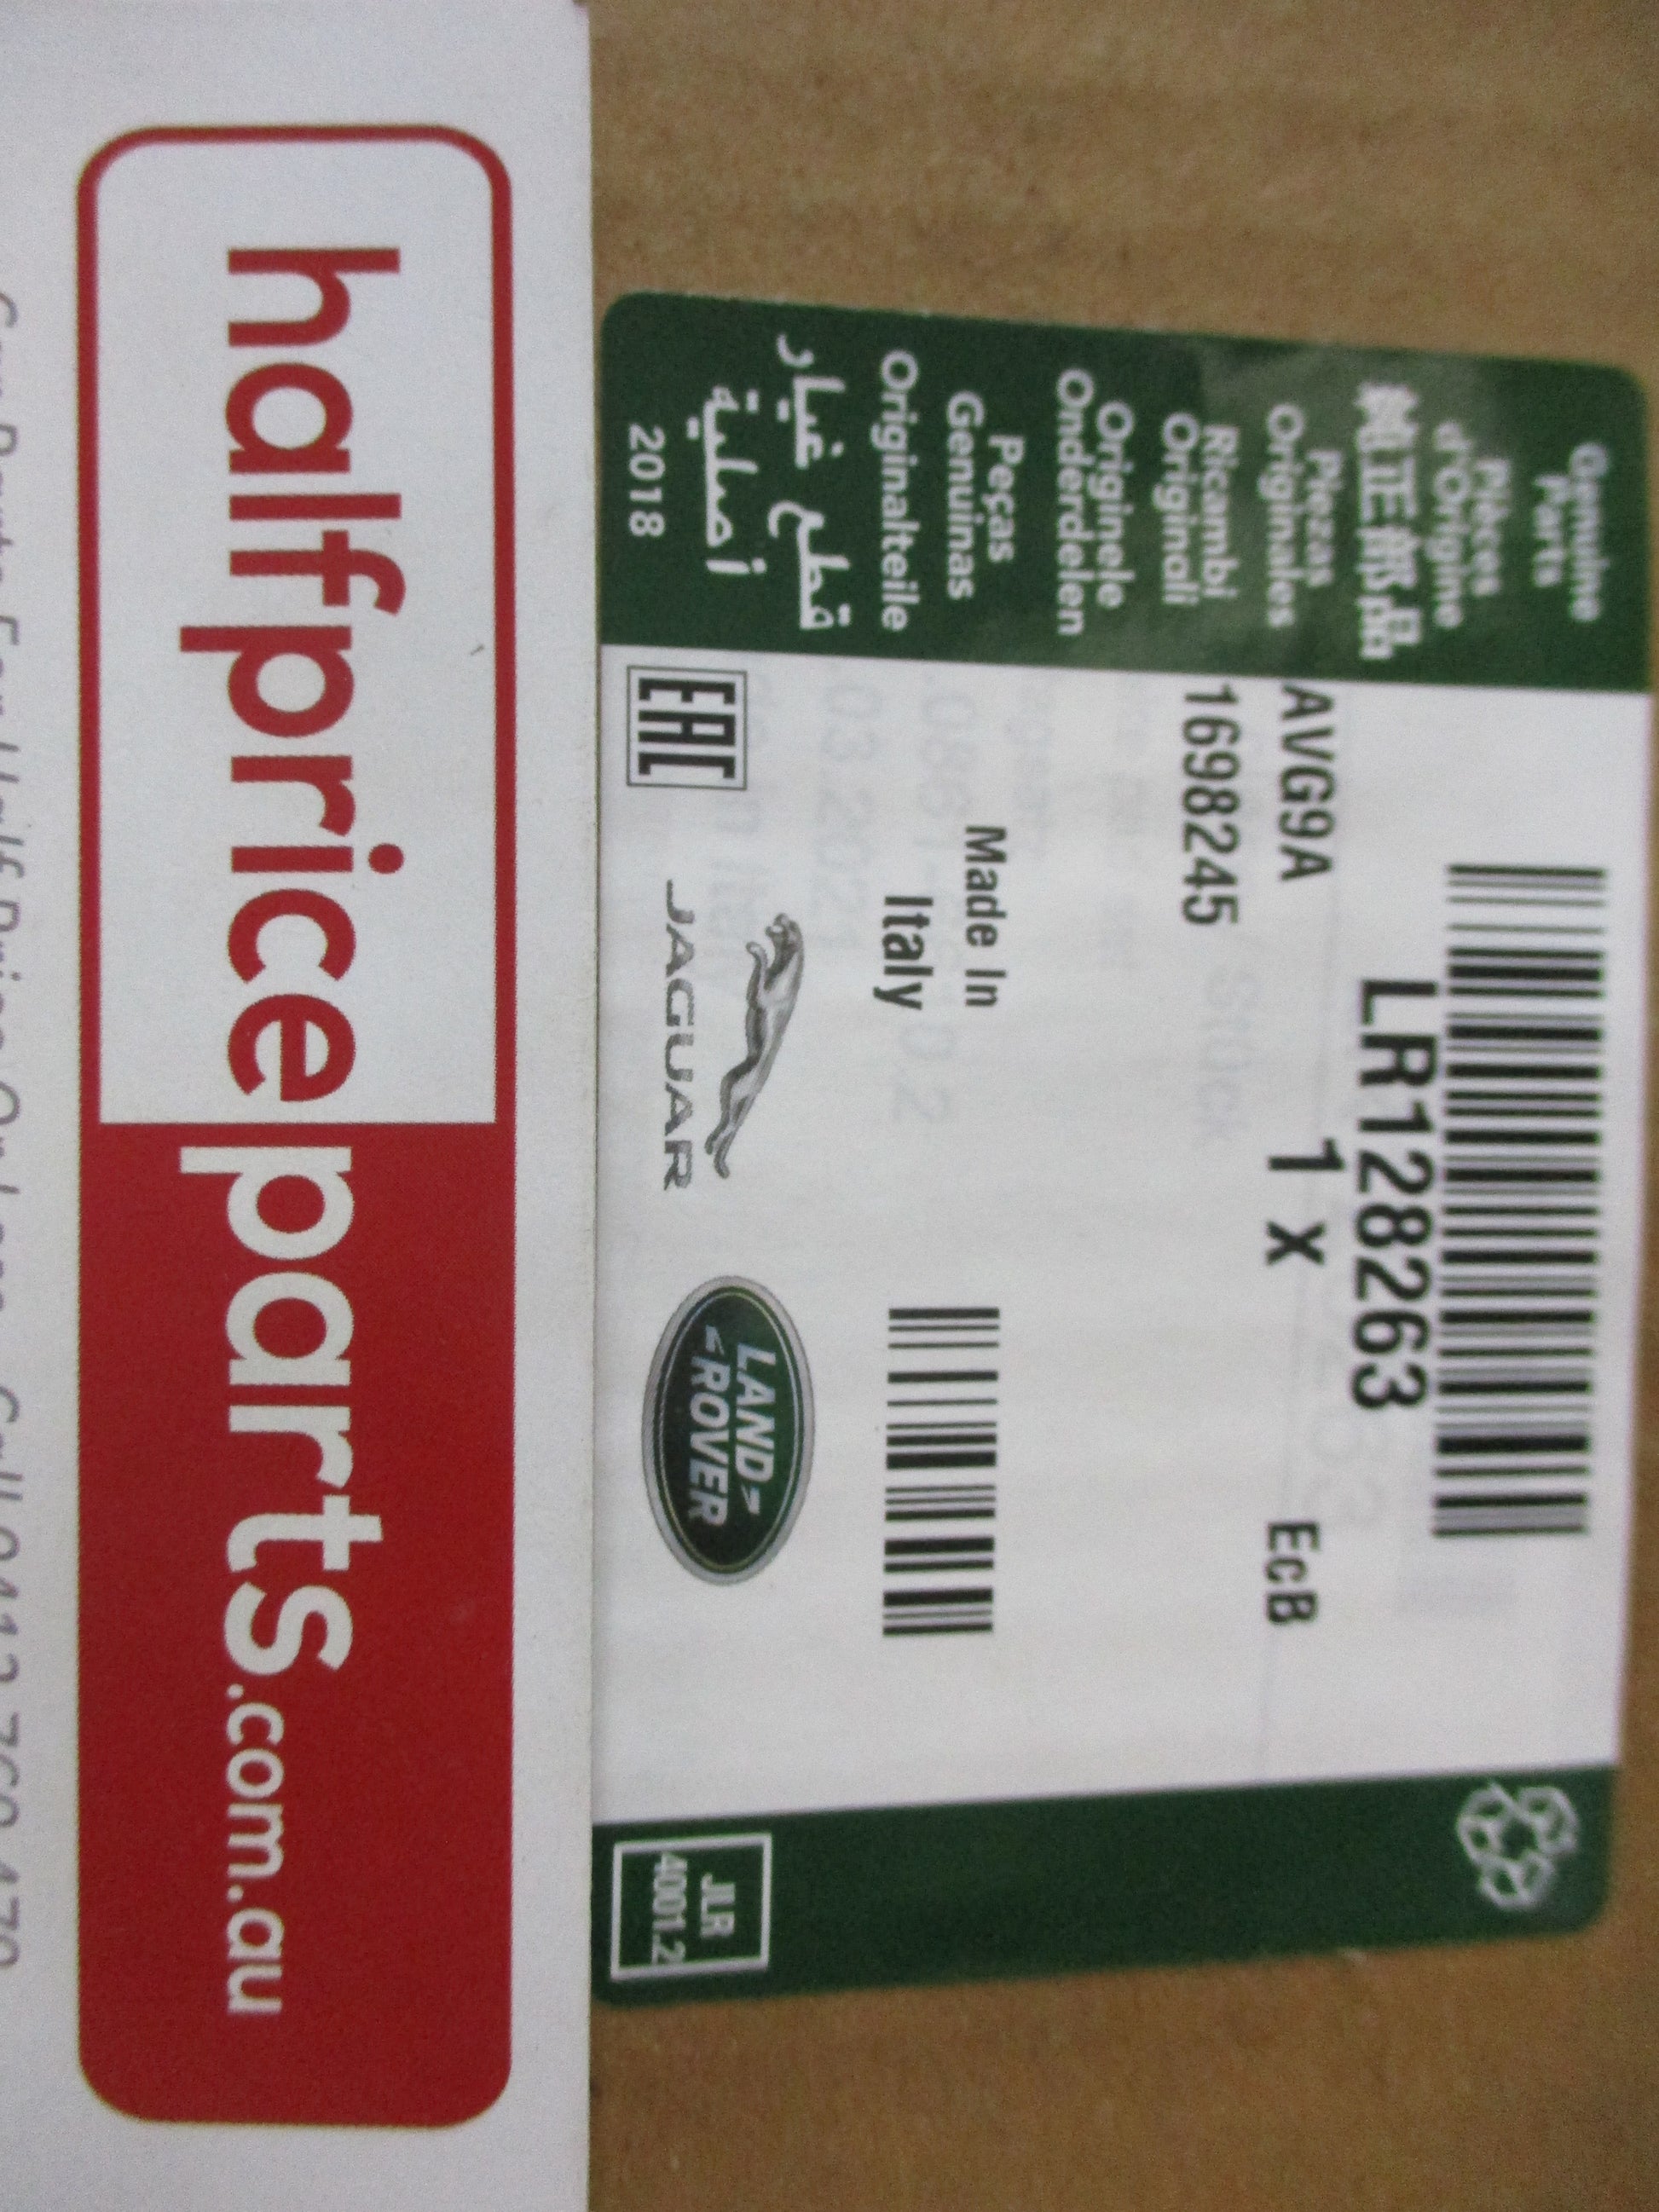 Genuine
Parts
Pièces
d'Origine
純正部品
Piezas
Originales
Ricambi
Originali
Originele
Onderdelen
Peças
Genuinas
Originalteile
قطع غيار
أصلية
2018
LR128263
AVG9A
1 X
EcB
1698245
Made In
Italy
EAC
JAGUAR
LAND
ROVER
JLR
4001.2
halfpriceparts.com.au